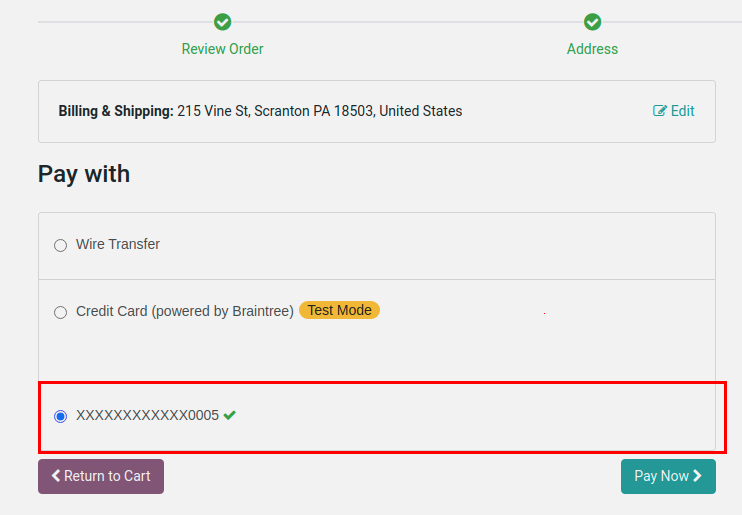 Review Order
Address
Billing & Shipping: 215 Vine St, Scranton PA 18503, United States
Edit
Pay with
Wire Transfer
Credit Card (powered by Braintree) Test Mode
XXXXXXXXXXXX0005
Return to Cart
Pay Now